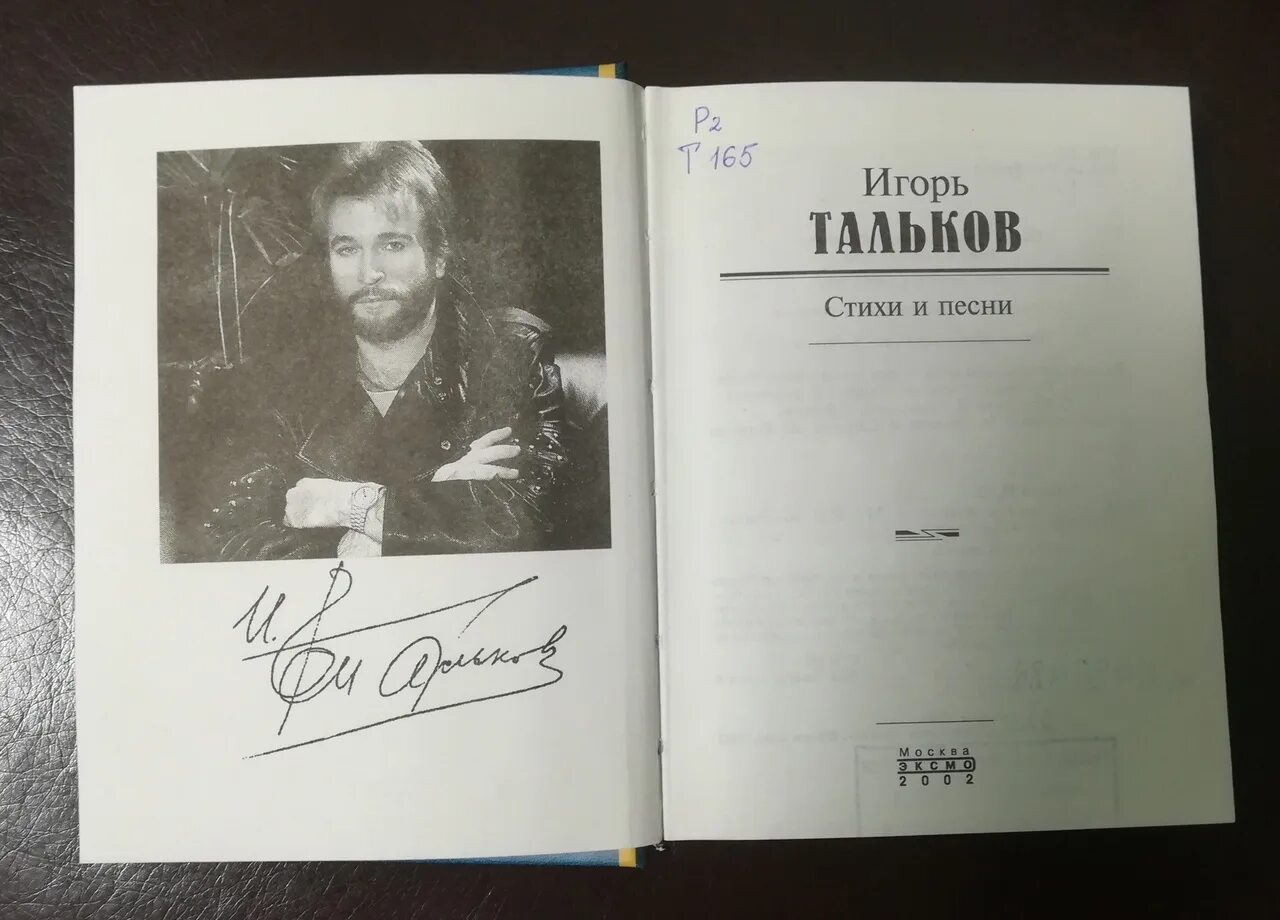 И. Тальков
Р2
Т 165
Игорь
ТАЛЬКОВ
Стихи и песни
Москва
ЭКСМО
2002